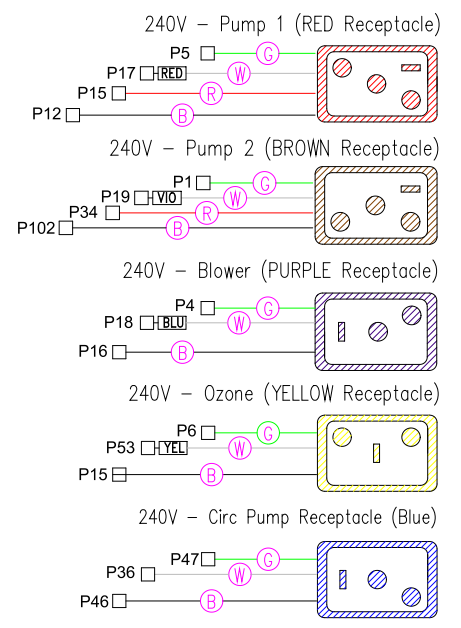 240V - Pump 1 (RED Receptacle)
P5 G
P17 RED W
P15 R
P12 B
240V - Pump 2 (BROWN Receptacle)
P1 G
P19 VIO W
P34 R
P102 B
240V - Blower (PURPLE Receptacle)
P4 G
P18 BLU W
P16 B
240V - Ozone (YELLOW Receptacle)
P6 G
P53 YEL W
P15 B
240V - Circ Pump Receptacle (Blue)
P47 G
P36 W
P46 B